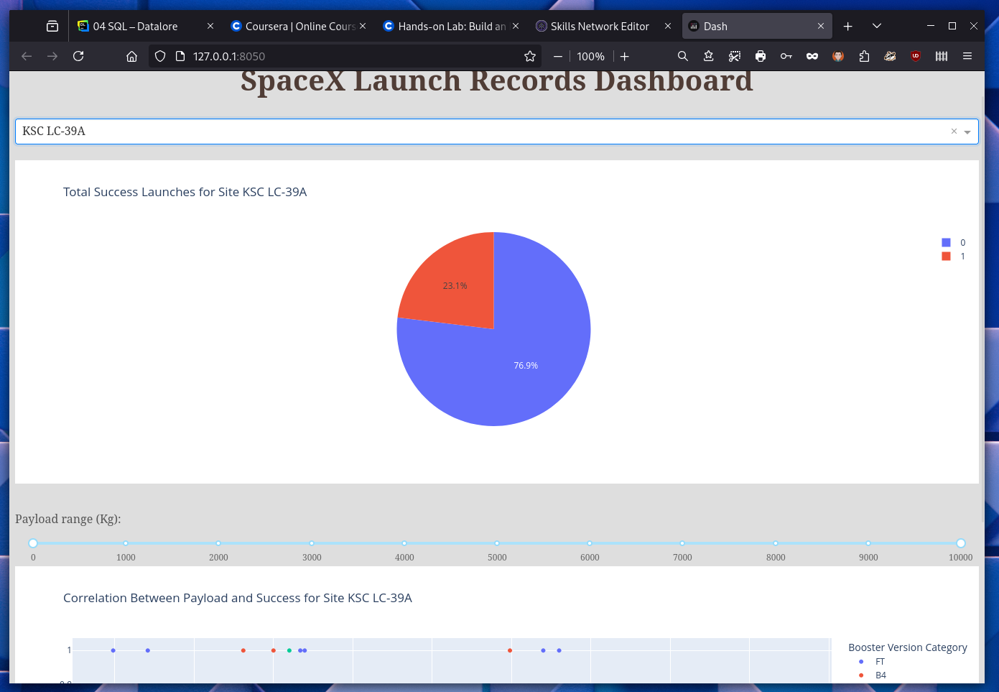 04 SQL – Datalore
Coursera | Online Cours
Hands-on Lab: Build an
Skills Network Editor
Dash
127.0.0.1:8050
100%
SpaceX Launch Records Dashboard
KSC LC-39A
Total Success Launches for Site KSC LC-39A
0
1
23.1%
76.9%
Payload range (Kg):
0 1000 2000 3000 4000 5000 6000 7000 8000 9000 10000
Correlation Between Payload and Success for Site KSC LC-39A
1
Booster Version Category
FT
B4